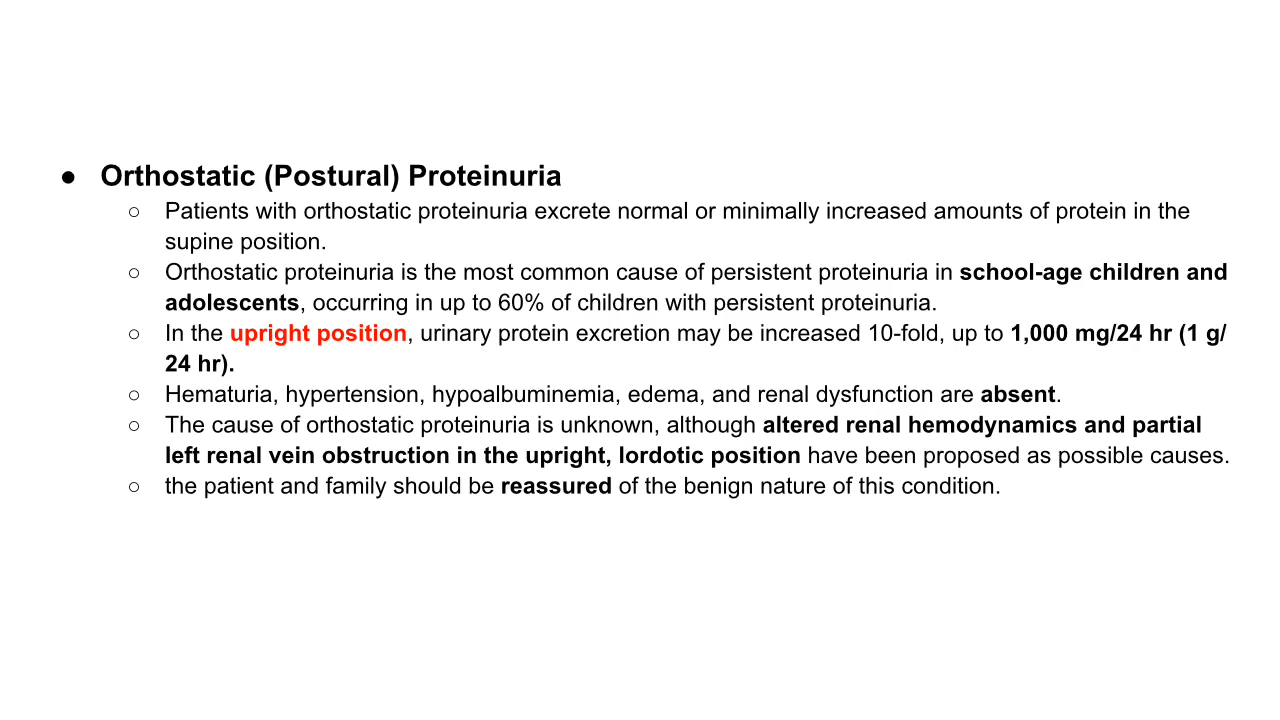 ● Orthostatic (Postural) Proteinuria
○ Patients with orthostatic proteinuria excrete normal or minimally increased amounts of protein in the
supine position.
○ Orthostatic proteinuria is the most common cause of persistent proteinuria in school-age children and
adolescents, occurring in up to 60% of children with persistent proteinuria.
○ In the upright position, urinary protein excretion may be increased 10-fold, up to 1,000 mg/24 hr (1 g/
24 hr).
○ Hematuria, hypertension, hypoalbuminemia, edema, and renal dysfunction are absent.
○ The cause of orthostatic proteinuria is unknown, although altered renal hemodynamics and partial
left renal vein obstruction in the upright, lordotic position have been proposed as possible causes.
○ the patient and family should be reassured of the benign nature of this condition.